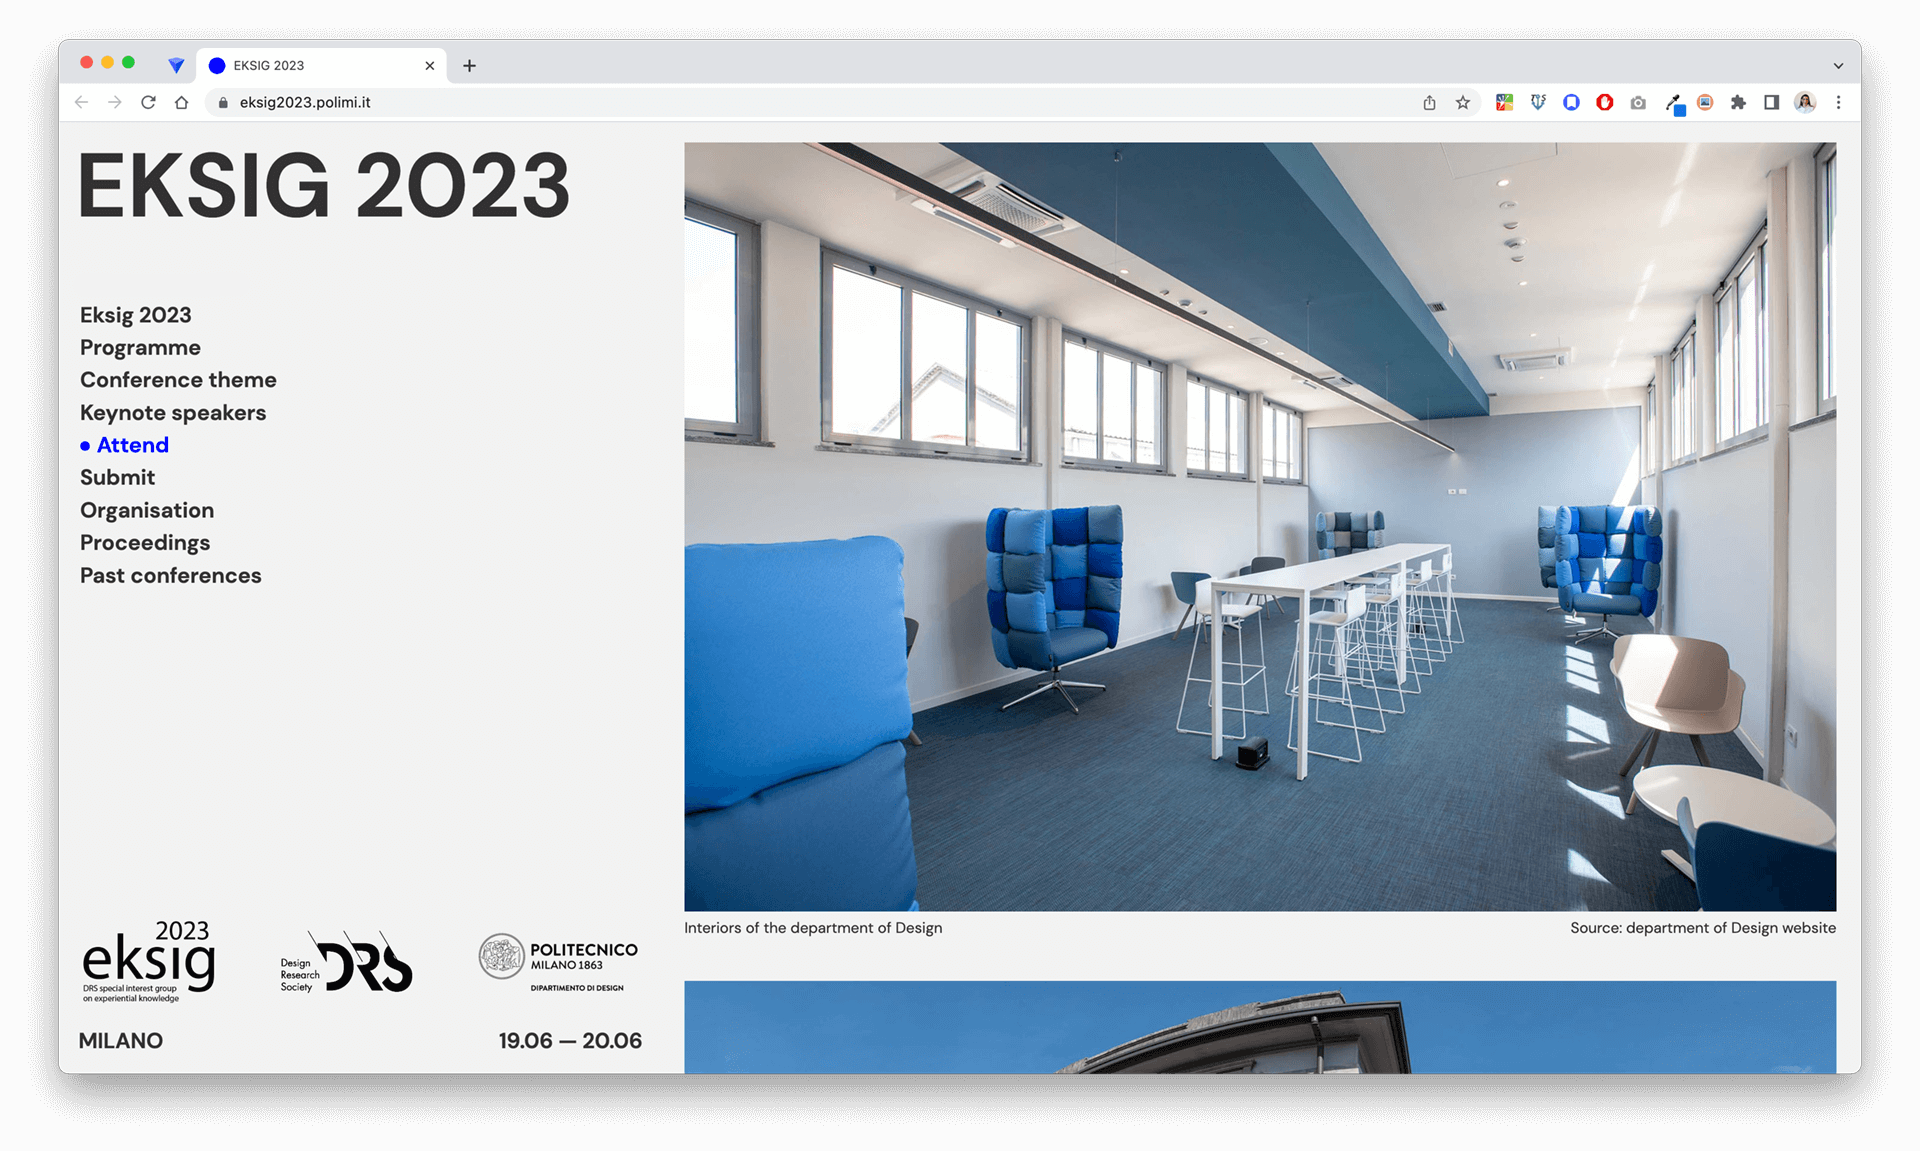 EKSIG 2023
eksig2023.polimi.it
EKSIG 2023
Eksig 2023
Programme
Conference theme
Keynote speakers
• Attend
Submit
Organisation
Proceedings
Past conferences
2023
eksig
DRS special interest group
on experiential knowledge
Design
Research
Society
DRS
POLITECNICO
MILANO 1863
DIPARTIMENTO DI DESIGN
MILANO
19.06 — 20.06
Interiors of the department of Design
Source: department of Design website